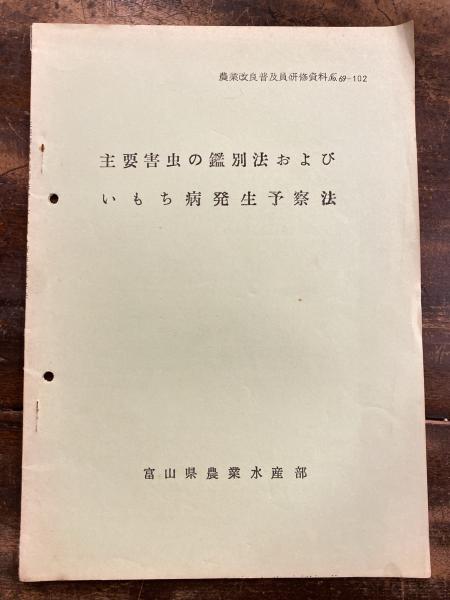 農業改良普及員研修資料No.69-102
主要害虫の鑑別法および
いもち病発生予察法
富山県農業水産部